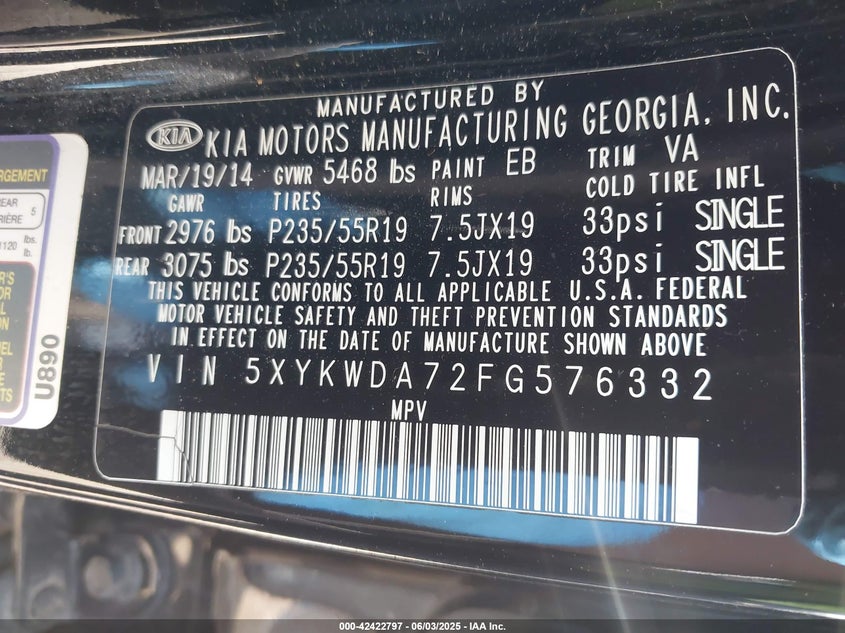 MANUFACTURED BY
KIA KIA MOTORS MANUFACTURING GEORGIA, INC.
MAR/19/14 GVWR 5468 lbs PAINT EB TRIM VA
GAWR TIRES RIMS COLD TIRE INFL
FRONT 2976 lbs P235/55R19 7.5JX19 33psi SINGLE
REAR 3075 lbs P235/55R19 7.5JX19 33psi SINGLE
THIS VEHICLE CONFORMS TO ALL APPLICABLE U.S.A. FEDERAL
MOTOR VEHICLE SAFETY AND THEFT PREVENTION STANDARDS
IN EFFECT ON THE DATE OF MANUFACTURE SHOWN ABOVE
VIN 5XYKWDA72FG576332
MPV
REAR
5
lbs.
lb.
U890
000-42422797 - 06/03/2025 - IAA Inc.